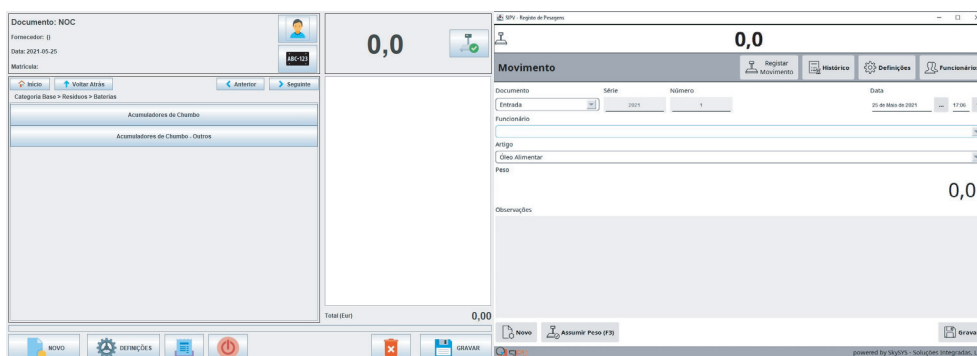 Documento: NOC
Fornecedor: ()
Data: 2021-05-25
Matrícula:
ABC-123
0,0
Início
Voltar Atrás
Anterior
Seguinte
Categoria Base > Resíduos > Baterias
Acumuladores de Chumbo
Acumuladores de Chumbo - Outros
Total (Eur)
0,00
NOVO
DEFINIÇÕES
GRAVAR
SIPV - Registo de Pesagens
0,0
Movimento
Registar Movimento
Histórico
Definições
Funcionários
Documento
Série
Número
Data
Entrada
2021
1
25 de Maio de 2021
...
17:06
Funcionário
Artigo
Óleo Alimentar
Peso
0,0
Observações
Novo
Assumir Peso (F3)
Grava
powered by SkySYS - Soluções Integradas,